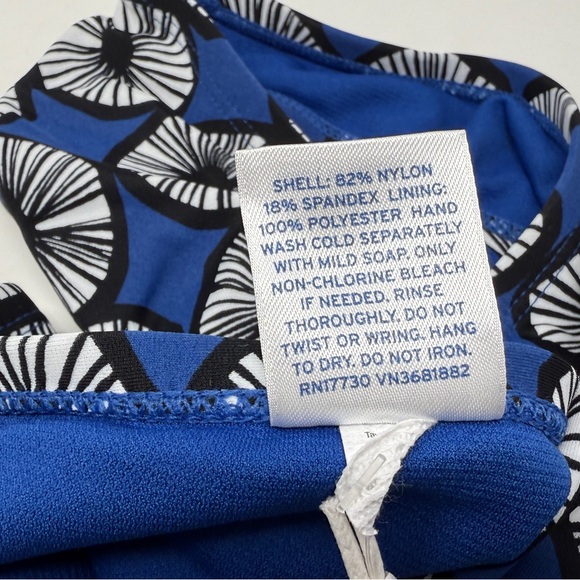 SHELL: 82% NYLON
18% SPANDEX LINING:
100% POLYESTER HAND
WASH COLD SEPARATELY
WITH MILD SOAP. ONLY
NON-CHLORINE BLEACH
IF NEEDED. RINSE
THOROUGHLY. DO NOT
TWIST OR WRING. HANG
TO DRY. DO NOT IRON.
RN17730 VN3681882